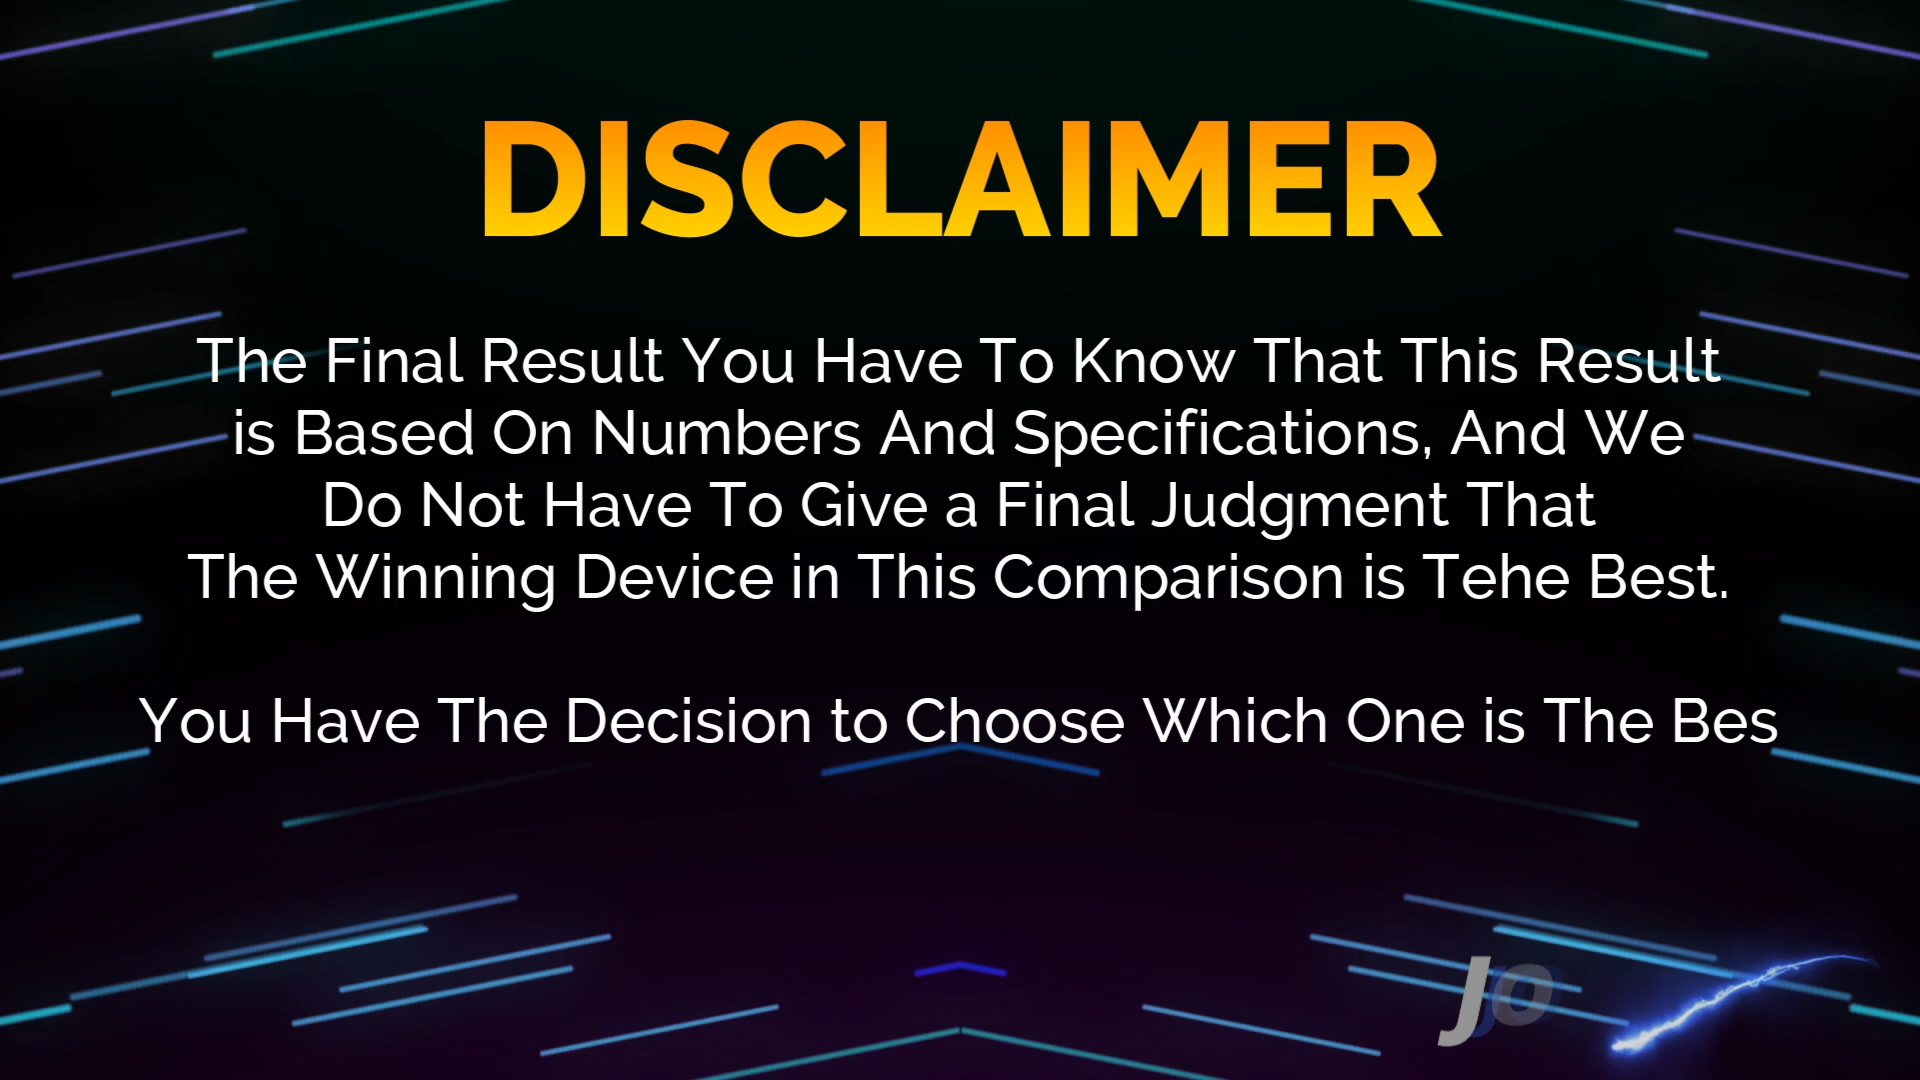 DISCLAIMER
The Final Result You Have To Know That This Result
is Based On Numbers And Specifications, And We
Do Not Have To Give a Final Judgment That
The Winning Device in This Comparison is Tehe Best.
You Have The Decision to Choose Which One is The Bes
Jo